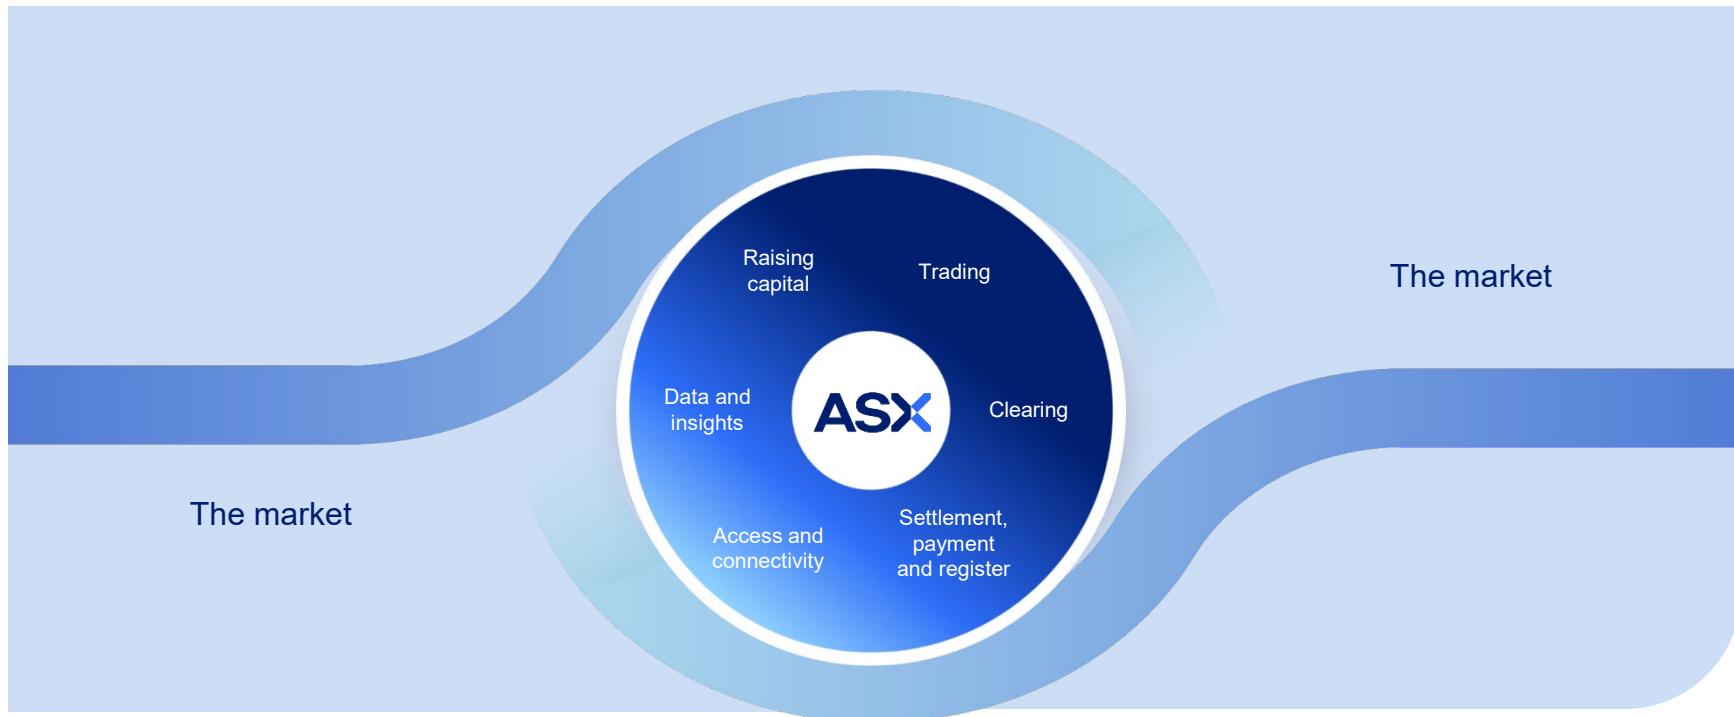 Raising
capital
Trading
The market
Data and
insights
ASX
Clearing
The market
Access and
connectivity
Settlement,
payment
and register